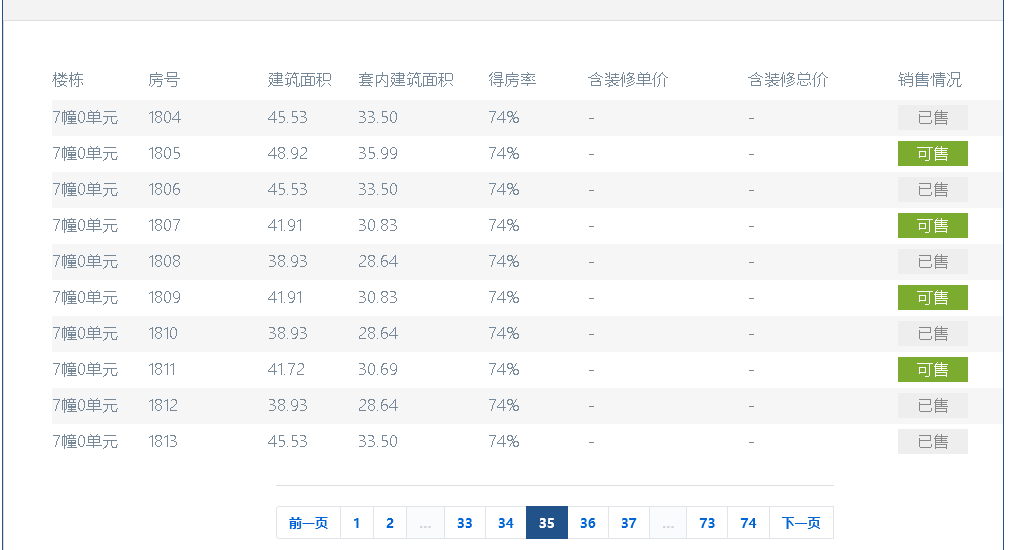 楼栋 房号 建筑面积 套内建筑面积 得房率 含装修单价 含装修总价 销售情况
7幢0单元 1804 45.53 33.50 74% - - 已售
7幢0单元 1805 48.92 35.99 74% - - 可售
7幢0单元 1806 45.53 33.50 74% - - 已售
7幢0单元 1807 41.91 30.83 74% - - 可售
7幢0单元 1808 38.93 28.64 74% - - 已售
7幢0单元 1809 41.91 30.83 74% - - 可售
7幢0单元 1810 38.93 28.64 74% - - 已售
7幢0单元 1811 41.72 30.69 74% - - 可售
7幢0单元 1812 38.93 28.64 74% - - 已售
7幢0单元 1813 45.53 33.50 74% - - 已售
前一页 1 2 ... 33 34 35 36 37 ... 73 74 下一页